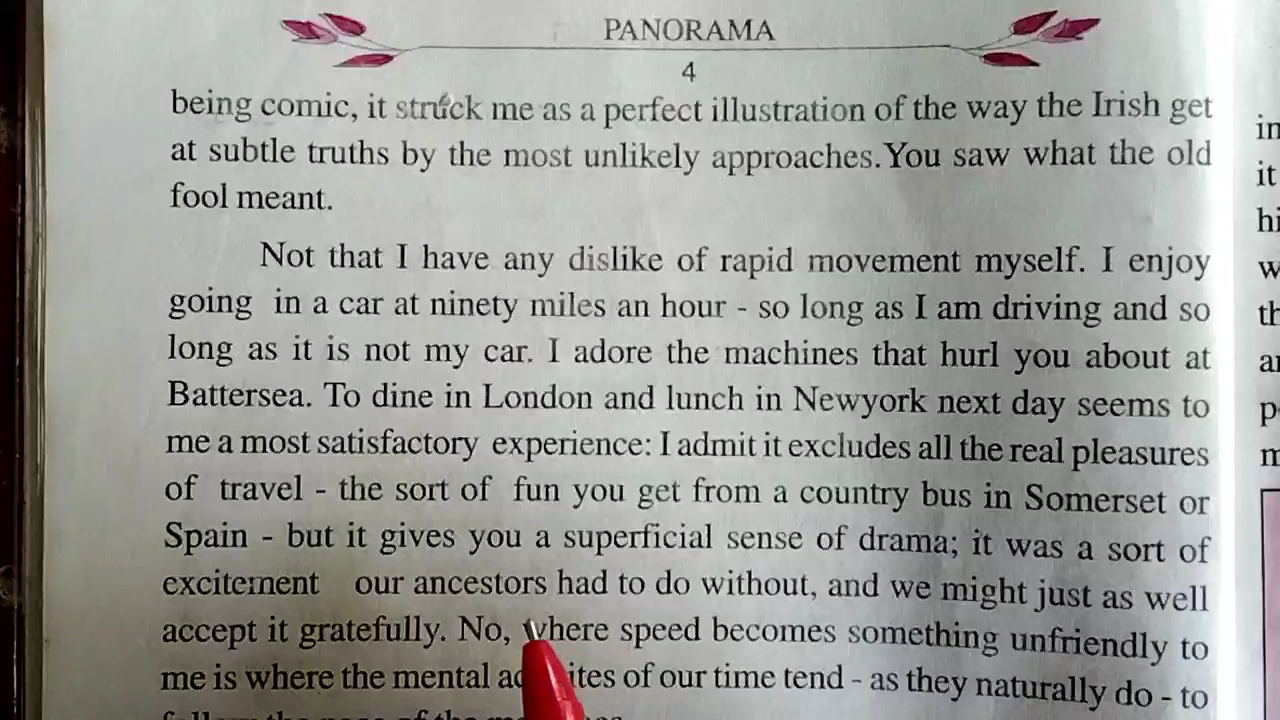 PANORAMA
4
being comic, it struck me as a perfect illustration of the way the Irish get
at subtle truths by the most unlikely approaches. You saw what the old
fool meant.
Not that I have any dislike of rapid movement myself. I enjoy
going in a car at ninety miles an hour - so long as I am driving and so
long as it is not my car. I adore the machines that hurl you about at
Battersea. To dine in London and lunch in Newyork next day seems to
me a most satisfactory experience: I admit it excludes all the real pleasures
of travel - the sort of fun you get from a country bus in Somerset or
Spain - but it gives you a superficial sense of drama; it was a sort of
excitement our ancestors had to do without, and we might just as well
accept it gratefully. No, where speed becomes something unfriendly to
me is where the mental of our time tend - as they naturally do - to